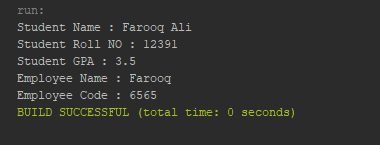 run:
Student Name : Farooq Ali
Student Roll NO : 12391
Student GPA : 3.5
Employee Name : Farooq
Employee Code : 6565
BUILD SUCCESSFUL (total time: 0 seconds)